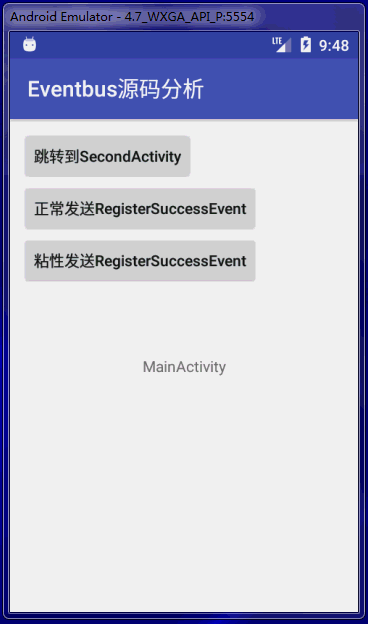 Android Emulator - 4.7_WXGA_API_P:5554
LTE 9:48
Eventbus源码分析
跳转到SecondActivity
正常发送RegisterSuccessEvent
粘性发送RegisterSuccessEvent
MainActivity